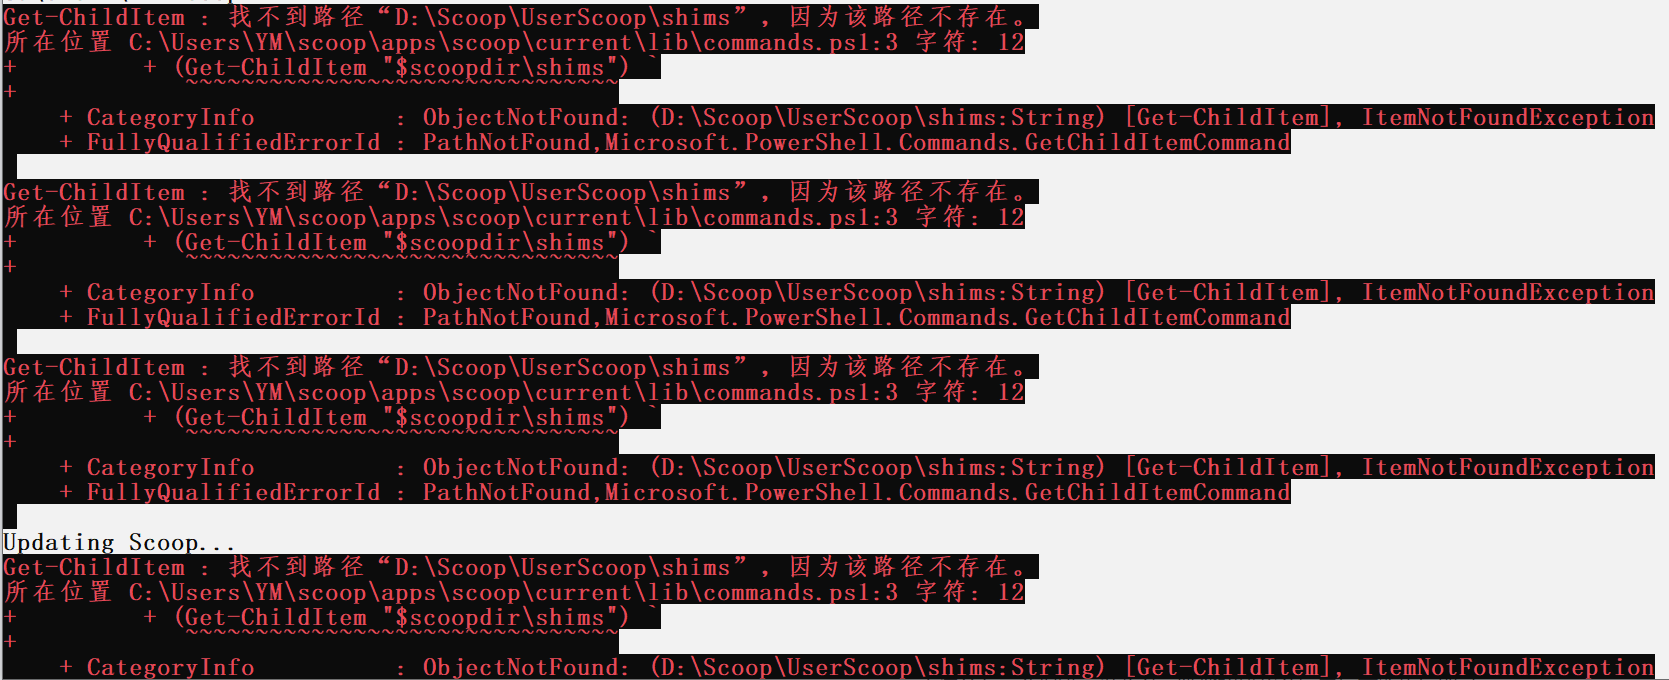 Get-ChildItem : 找不到路径“D:\Scoop\UserScoop\shims”，因为该路径不存在。
所在位置 C:\Users\YM\scoop\apps\scoop\current\lib\commands.ps1:3 字符: 12
+         + (Get-ChildItem "$scoopdir\shims") `
+            ~~~~~~~~~~~~~~~~~~~~~~~~~~~~~~~
    + CategoryInfo          : ObjectNotFound: (D:\Scoop\UserScoop\shims:String) [Get-ChildItem], ItemNotFoundException
    + FullyQualifiedErrorId : PathNotFound,Microsoft.PowerShell.Commands.GetChildItemCommand
Get-ChildItem : 找不到路径“D:\Scoop\UserScoop\shims”，因为该路径不存在。
所在位置 C:\Users\YM\scoop\apps\scoop\current\lib\commands.ps1:3 字符: 12
+         + (Get-ChildItem "$scoopdir\shims") `
+            ~~~~~~~~~~~~~~~~~~~~~~~~~~~~~~~
    + CategoryInfo          : ObjectNotFound: (D:\Scoop\UserScoop\shims:String) [Get-ChildItem], ItemNotFoundException
    + FullyQualifiedErrorId : PathNotFound,Microsoft.PowerShell.Commands.GetChildItemCommand
Get-ChildItem : 找不到路径“D:\Scoop\UserScoop\shims”，因为该路径不存在。
所在位置 C:\Users\YM\scoop\apps\scoop\current\lib\commands.ps1:3 字符: 12
+         + (Get-ChildItem "$scoopdir\shims") `
+            ~~~~~~~~~~~~~~~~~~~~~~~~~~~~~~~
    + CategoryInfo          : ObjectNotFound: (D:\Scoop\UserScoop\shims:String) [Get-ChildItem], ItemNotFoundException
    + FullyQualifiedErrorId : PathNotFound,Microsoft.PowerShell.Commands.GetChildItemCommand
Updating Scoop...
Get-ChildItem : 找不到路径“D:\Scoop\UserScoop\shims”，因为该路径不存在。
所在位置 C:\Users\YM\scoop\apps\scoop\current\lib\commands.ps1:3 字符: 12
+         + (Get-ChildItem "$scoopdir\shims") `
+            ~~~~~~~~~~~~~~~~~~~~~~~~~~~~~~~
    + CategoryInfo          : ObjectNotFound: (D:\Scoop\UserScoop\shims:String) [Get-ChildItem], ItemNotFoundException